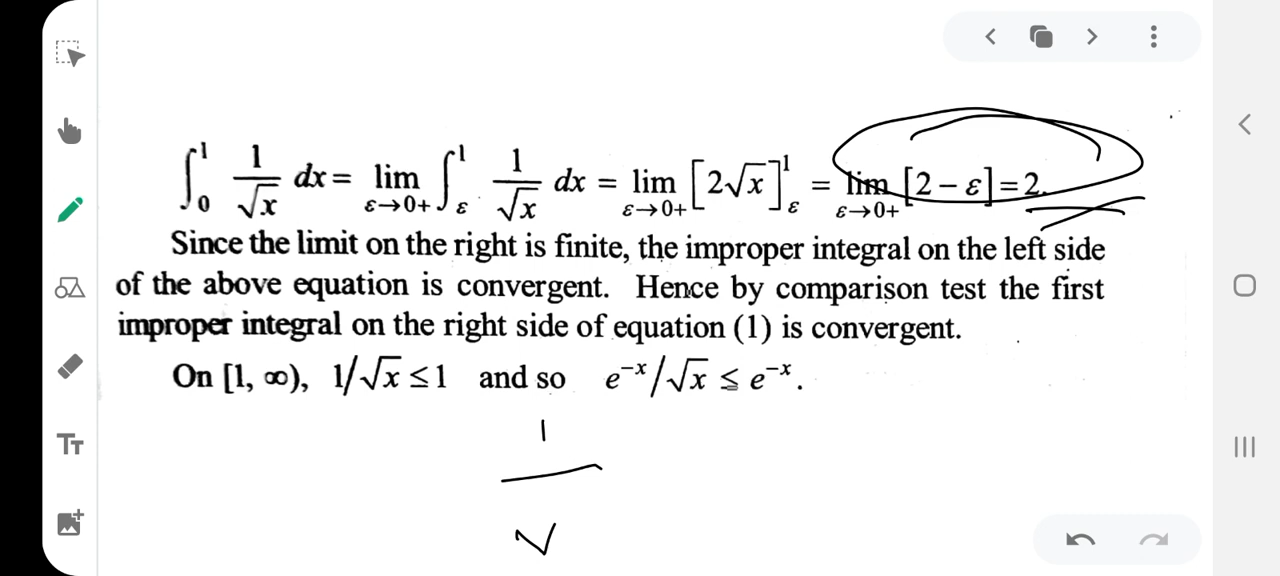 ∫₀¹ 1/√x dx = lim_{ε→0+} ∫_ε¹ 1/√x dx = lim_{ε→0+} [2√x]_ε¹ = lim_{ε→0+} [2 − ε] = 2.
Since the limit on the right is finite, the improper integral on the left side
of the above equation is convergent. Hence by comparison test the first
improper integral on the right side of equation (1) is convergent.
On [1, ∞), 1/√x ≤ 1 and so e⁻ˣ/√x ≤ e⁻ˣ.
1
√
TT